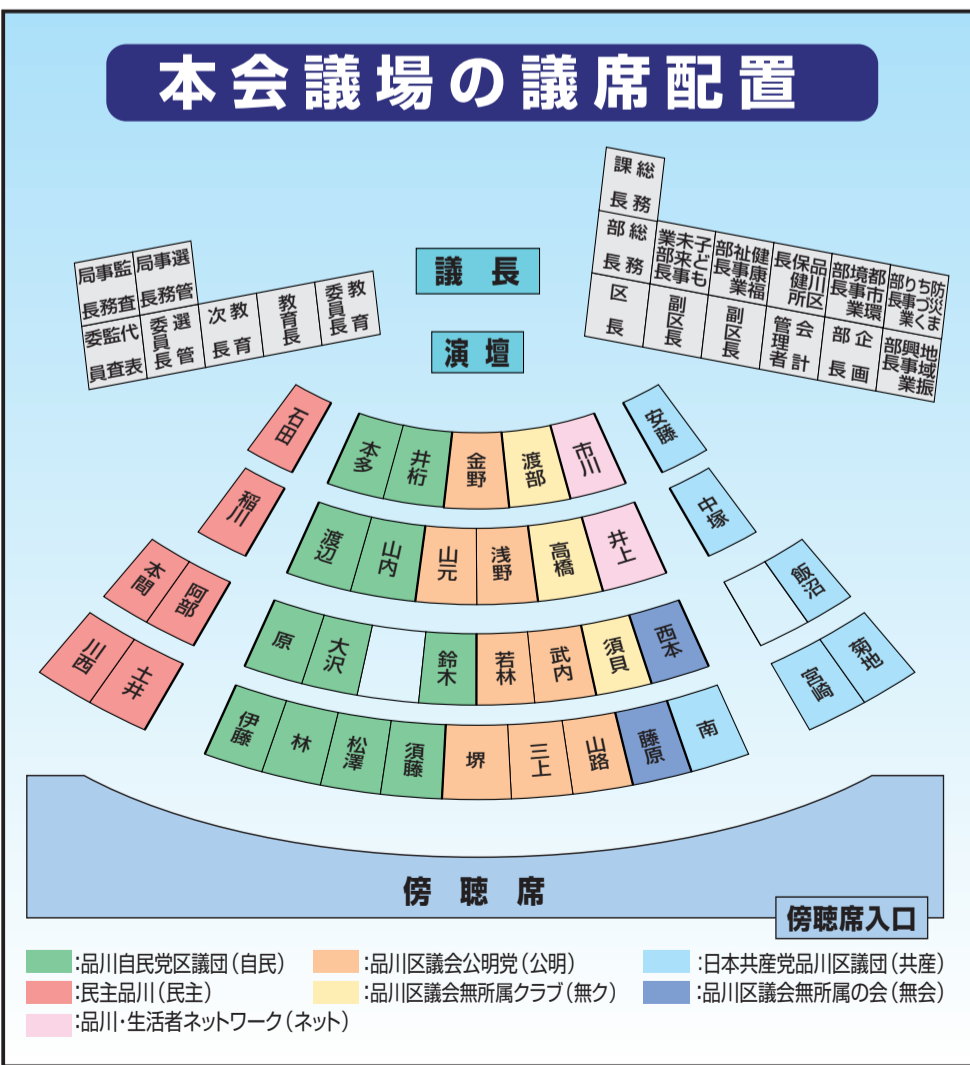 本会議場の議席配置
議長
演壇
監査事務局長
選管事務局長
代表監査委員
選管委員長
教育次長
教育長
教育委員長
総務課長
総務部長
子ども未来事業部長
健康福祉事業部長
品川区保健所長
都市環境事業部長
防災まちづくり事業部長
区長
副区長
副区長
会計管理者
企画部長
地域振興事業部長
石田
稲川
本間
阿部
川西
土井
本多
井桁
金野
渡部
市川
渡辺
山内
山元
浅野
高橋
井上
原
大沢
鈴木
若林
武内
須貝
西本
伊藤
林
松澤
須藤
堺
三上
山路
藤原
南
安藤
中塚
飯沼
宮崎
菊地
傍聴席
傍聴席入口
:品川自民党区議団(自民)
:品川区議会公明党(公明)
:日本共産党品川区議団(共産)
:民主品川(民主)
:品川区議会無所属クラブ(無ク)
:品川区議会無所属の会(無会)
:品川・生活者ネットワーク(ネット)